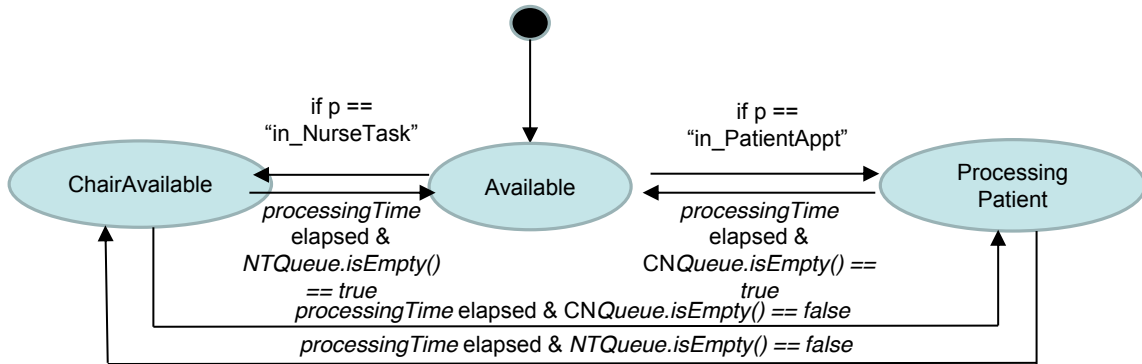 if p ==
“in_NurseTask”
if p ==
“in_PatientAppt”
ChairAvailable
Available
Processing
Patient
processingTime
elapsed &
NTQueue.isEmpty()
== true
processingTime
elapsed &
CNQueue.isEmpty() ==
true
processingTime elapsed & CNQueue.isEmpty() == false
processingTime elapsed & NTQueue.isEmpty() == false